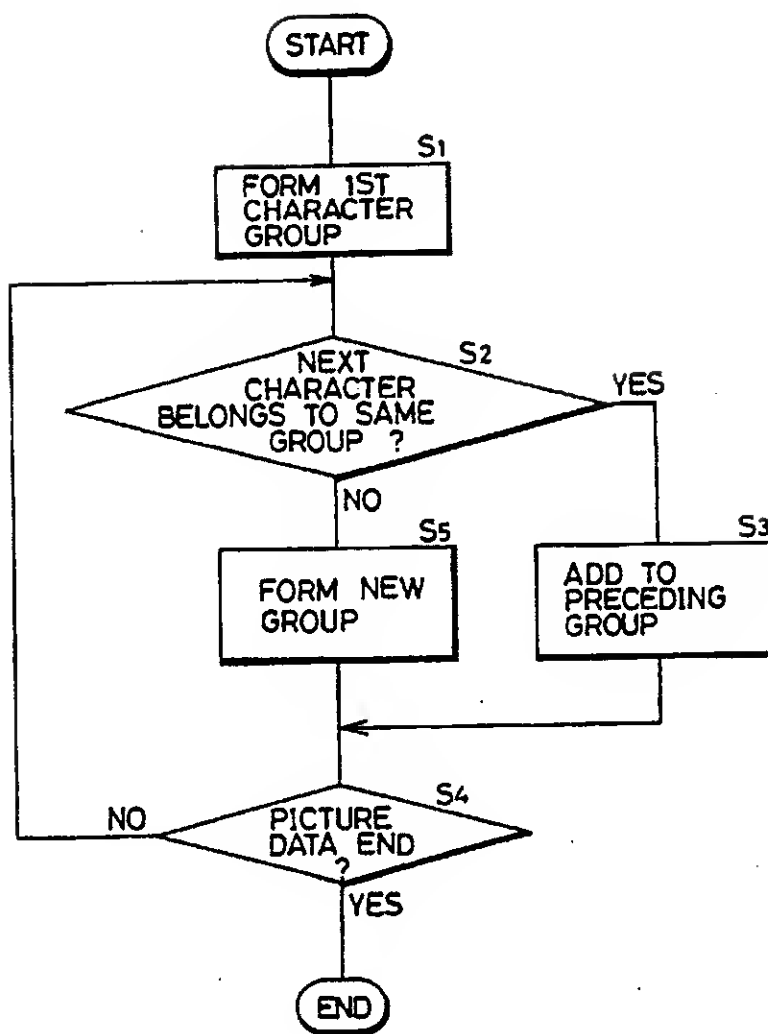 START
S1
FORM 1ST
CHARACTER
GROUP
S2
NEXT
CHARACTER
BELONGS TO SAME
GROUP ?
YES
NO
S5
FORM NEW
GROUP
S3
ADD TO
PRECEDING
GROUP
S4
NO
PICTURE
DATA END
?
YES
END